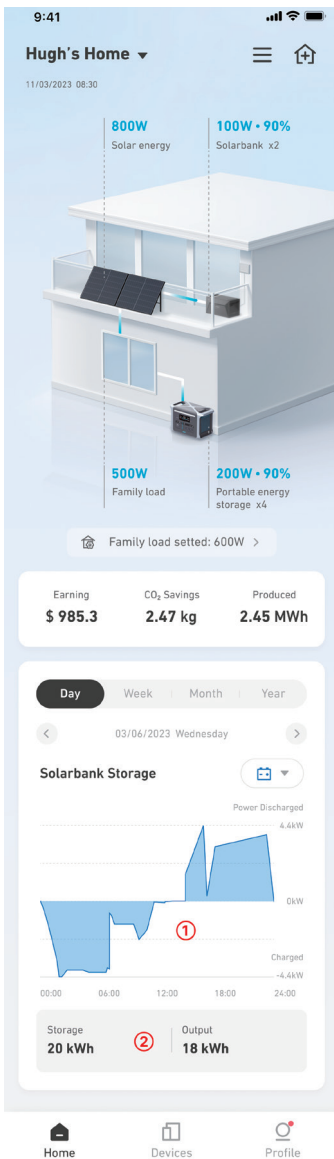 9:41
Hugh's Home
11/03/2023 08:30
800W
Solar energy
100W • 90%
Solarbank x2
500W
Family load
200W • 90%
Portable energy
storage x4
Family load setted: 600W >
Earning
$ 985.3
CO₂ Savings
2.47 kg
Produced
2.45 MWh
Day Week Month Year
< 03/06/2023 Wednesday >
Solarbank Storage
Power Discharged
4.4kW
0kW
①
Charged
-4.4kW
00:00 06:00 12:00 18:00 24:00
Storage
20 kWh
②
Output
18 kWh
Home Devices Profile